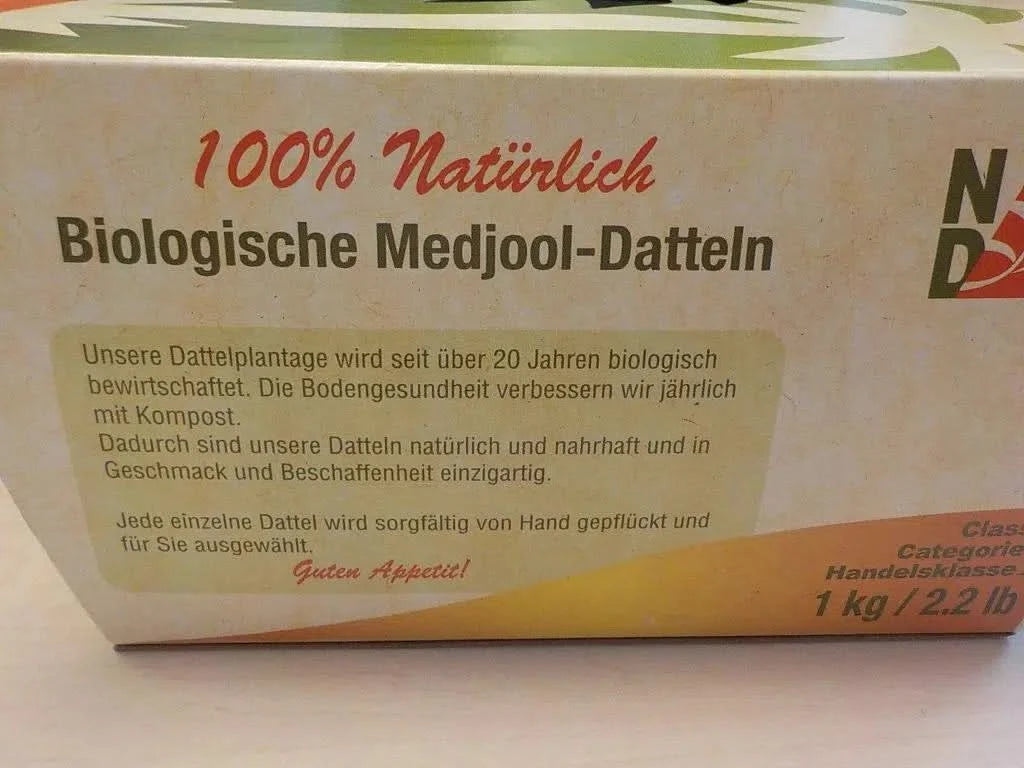 100% Natürlich
Biologische Medjool-Datteln
N
D
Unsere Dattelplantage wird seit über 20 Jahren biologisch
bewirtschaftet. Die Bodengesundheit verbessern wir jährlich
mit Kompost.
Dadurch sind unsere Datteln natürlich und nahrhaft und in
Geschmack und Beschaffenheit einzigartig.
Jede einzelne Dattel wird sorgfältig von Hand gepflückt und
für Sie ausgewählt.
Guten Appetit!
Class
Categorie
Handelsklasse
1 kg / 2.2 lb